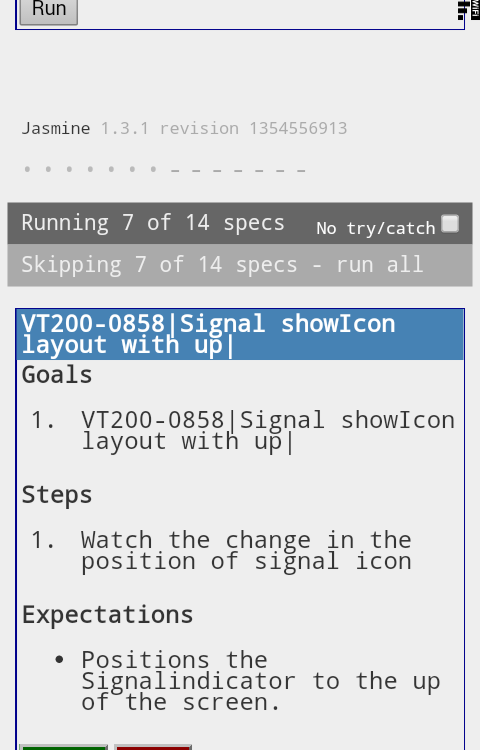 Run
WiFi
Jasmine 1.3.1 revision 1354556913
• • • • • • • - - - - - - -
Running 7 of 14 specs No try/catch
Skipping 7 of 14 specs - run all
VT200-0858|Signal showIcon
layout with up|
Goals
1. VT200-0858|Signal showIcon
layout with up|
Steps
1. Watch the change in the
position of signal icon
Expectations
• Positions the
Signalindicator to the up
of the screen.